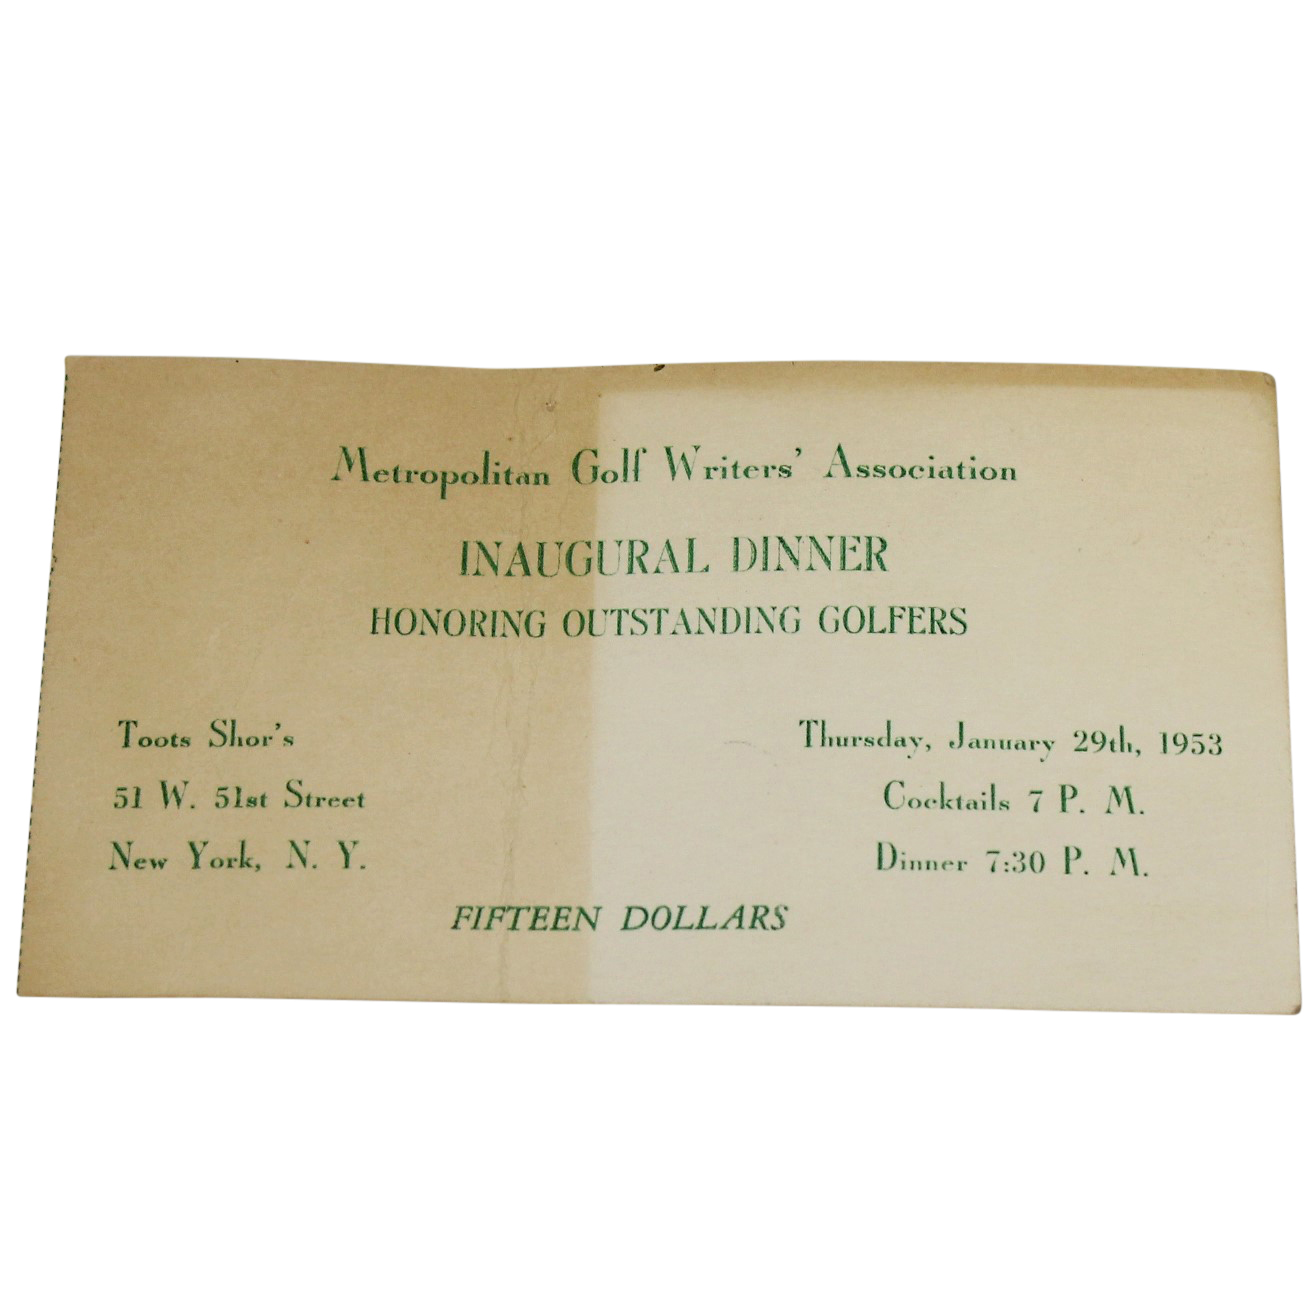 Metropolitan Golf Writers' Association
INAUGURAL DINNER
HONORING OUTSTANDING GOLFERS
Toots Shor's
51 W. 51st Street
New York, N. Y.
Thursday, January 29th, 1953
Cocktails 7 P. M.
Dinner 7:30 P. M.
FIFTEEN DOLLARS